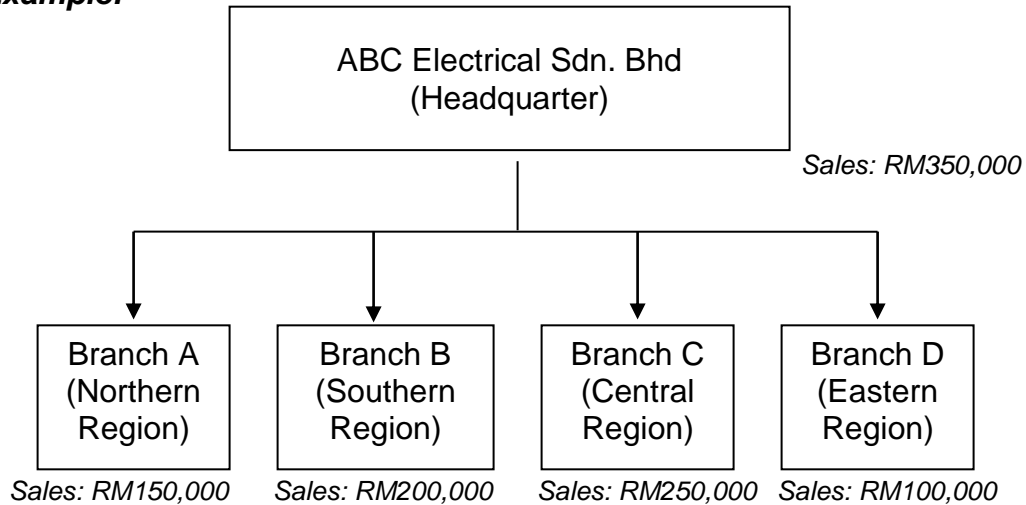 ABC Electrical Sdn. Bhd
(Headquarter)
Sales: RM350,000
Branch A
(Northern
Region)
Sales: RM150,000
Branch B
(Southern
Region)
Sales: RM200,000
Branch C
(Central
Region)
Sales: RM250,000
Branch D
(Eastern
Region)
Sales: RM100,000